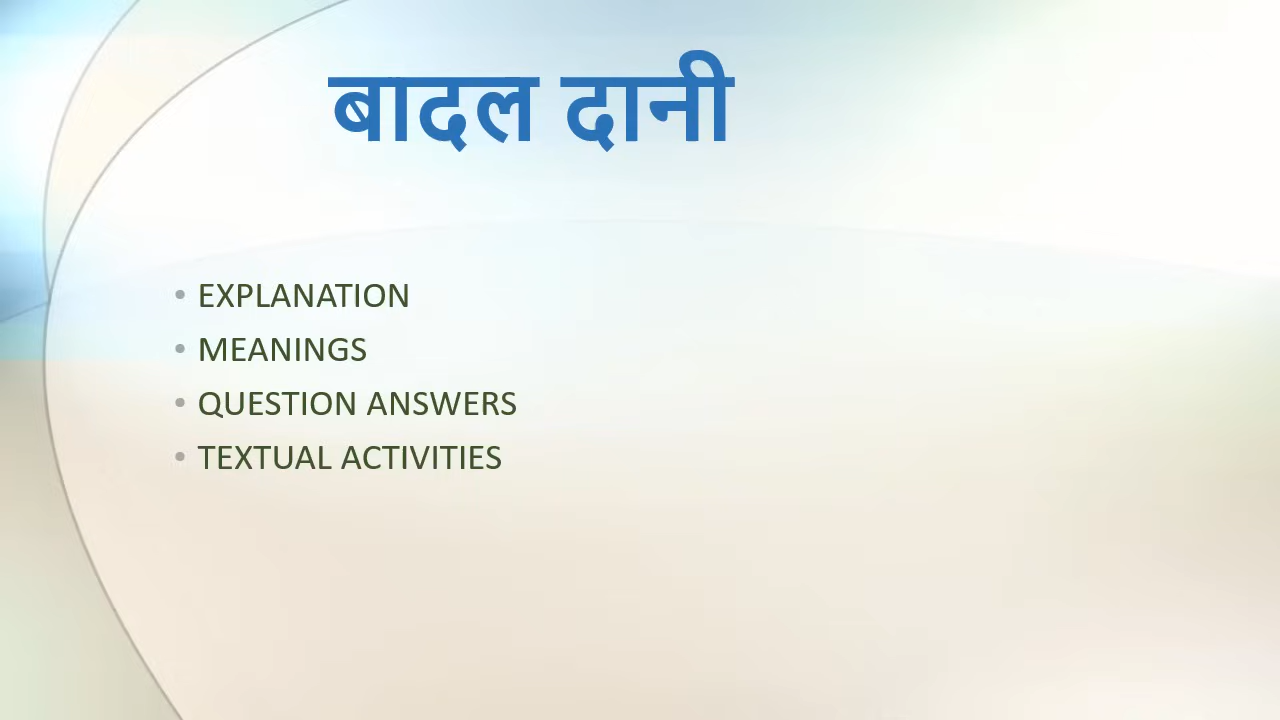 बादल दानी
• EXPLANATION
• MEANINGS
• QUESTION ANSWERS
• TEXTUAL ACTIVITIES